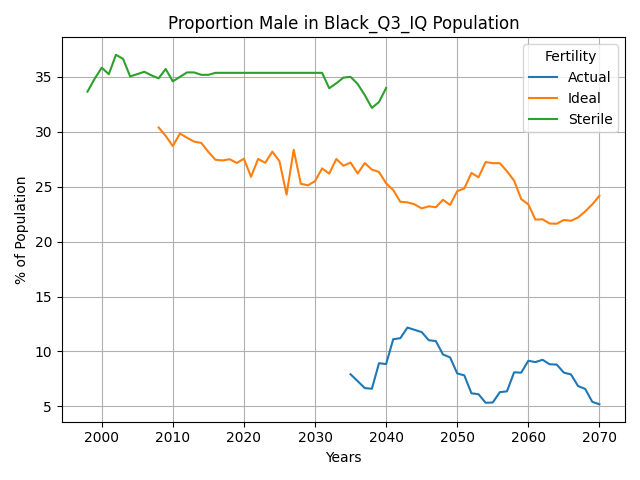 Proportion Male in Black_Q3_IQ Population
Fertility
Actual
Ideal
Sterile
% of Population
35
30
25
20
15
10
5
2000 2010 2020 2030 2040 2050 2060 2070
Years